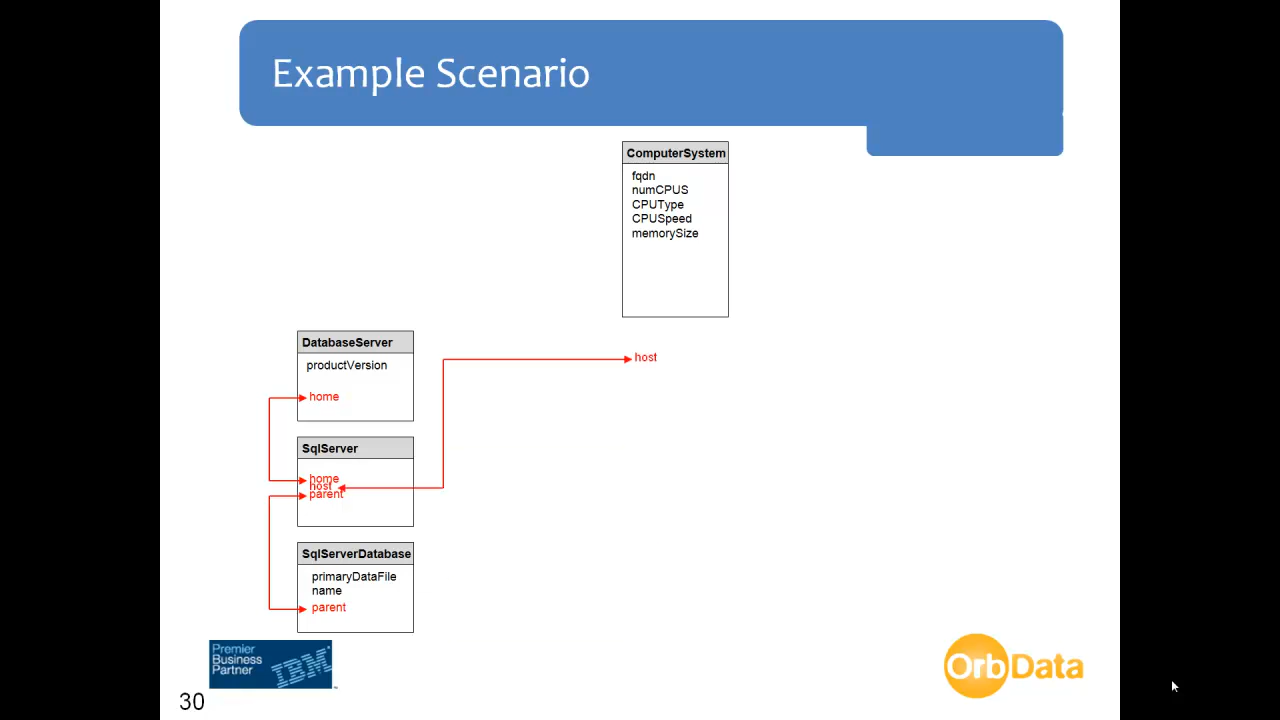 Example Scenario
ComputerSystem
fqdn
numCPUS
CPUType
CPUSpeed
memorySize
host
DatabaseServer
productVersion
home
SqlServer
home
host
parent
SqlServerDatabase
primaryDataFile
name
parent
Premier
Business
Partner
IBM
OrbData
30